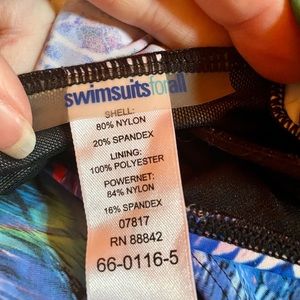 swimsuitsforall
SHELL:
80% NYLON
20% SPANDEX
LINING:
100% POLYESTER
POWERNET:
84% NYLON
16% SPANDEX
07817
RN 88842
66-0116-5